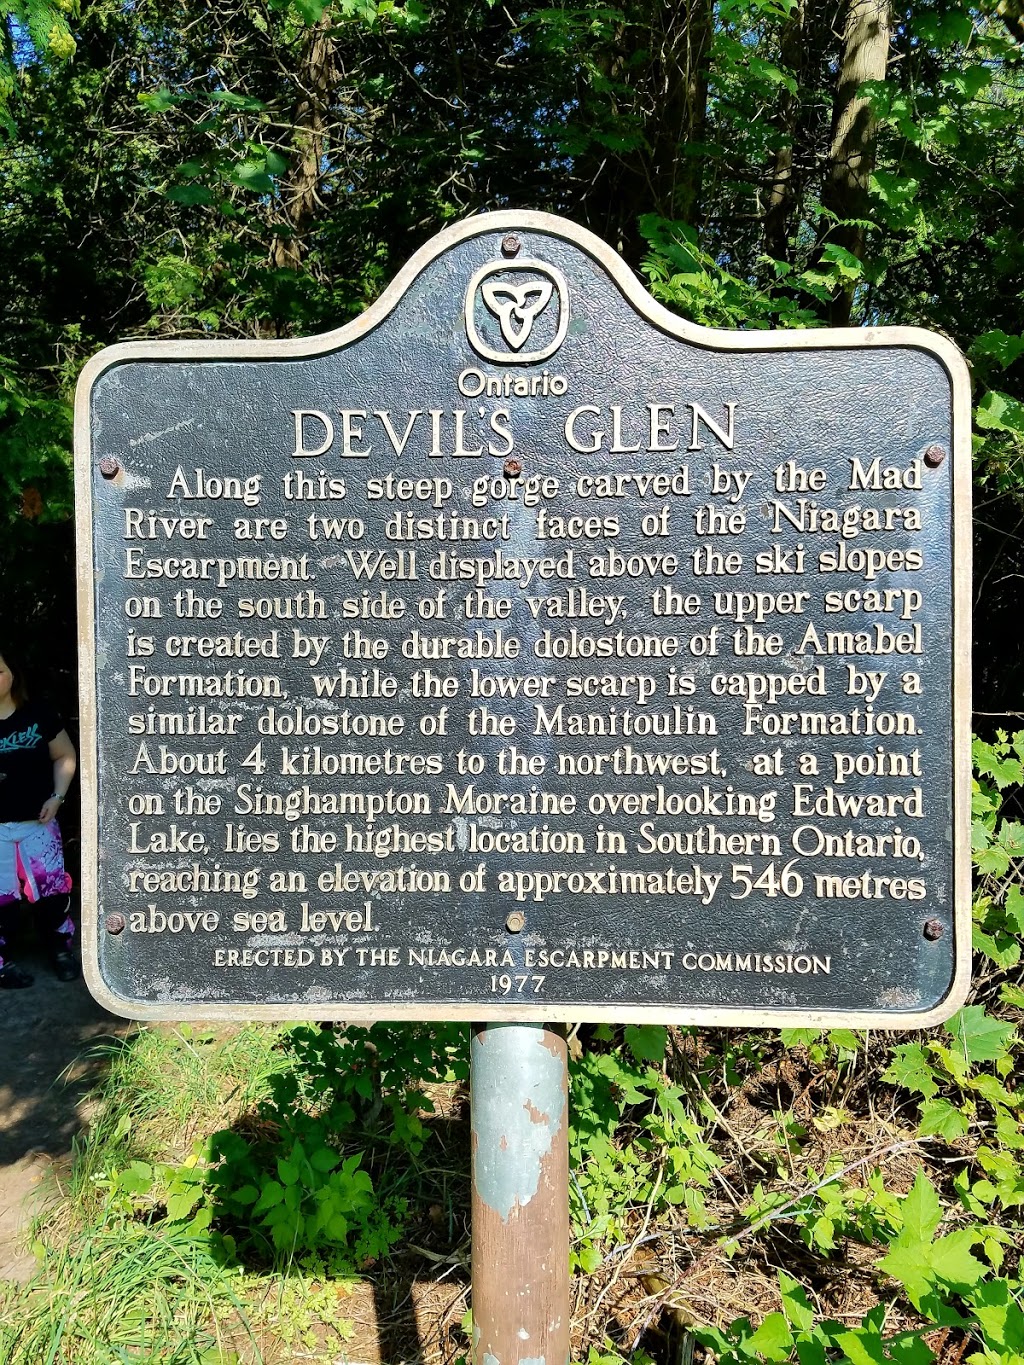 Ontario
DEVIL'S GLEN
Along this steep gorge carved by the Mad
River are two distinct faces of the Niagara
Escarpment. Well displayed above the ski slopes
on the south side of the valley, the upper scarp
is created by the durable dolostone of the Amabel
Formation, while the lower scarp is capped by a
similar dolostone of the Manitoulin Formation.
About 4 kilometres to the northwest, at a point
on the Singhampton Moraine overlooking Edward
Lake, lies the highest location in Southern Ontario,
reaching an elevation of approximately 546 metres
above sea level.
ERECTED BY THE NIAGARA ESCARPMENT COMMISSION
1977